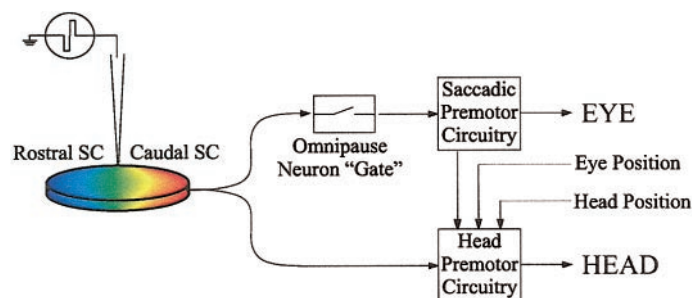 Rostral SC
Caudal SC
Omnipause
Neuron “Gate”
Saccadic
Premotor
Circuitry
EYE
Eye Position
Head Position
Head
Premotor
Circuitry
HEAD